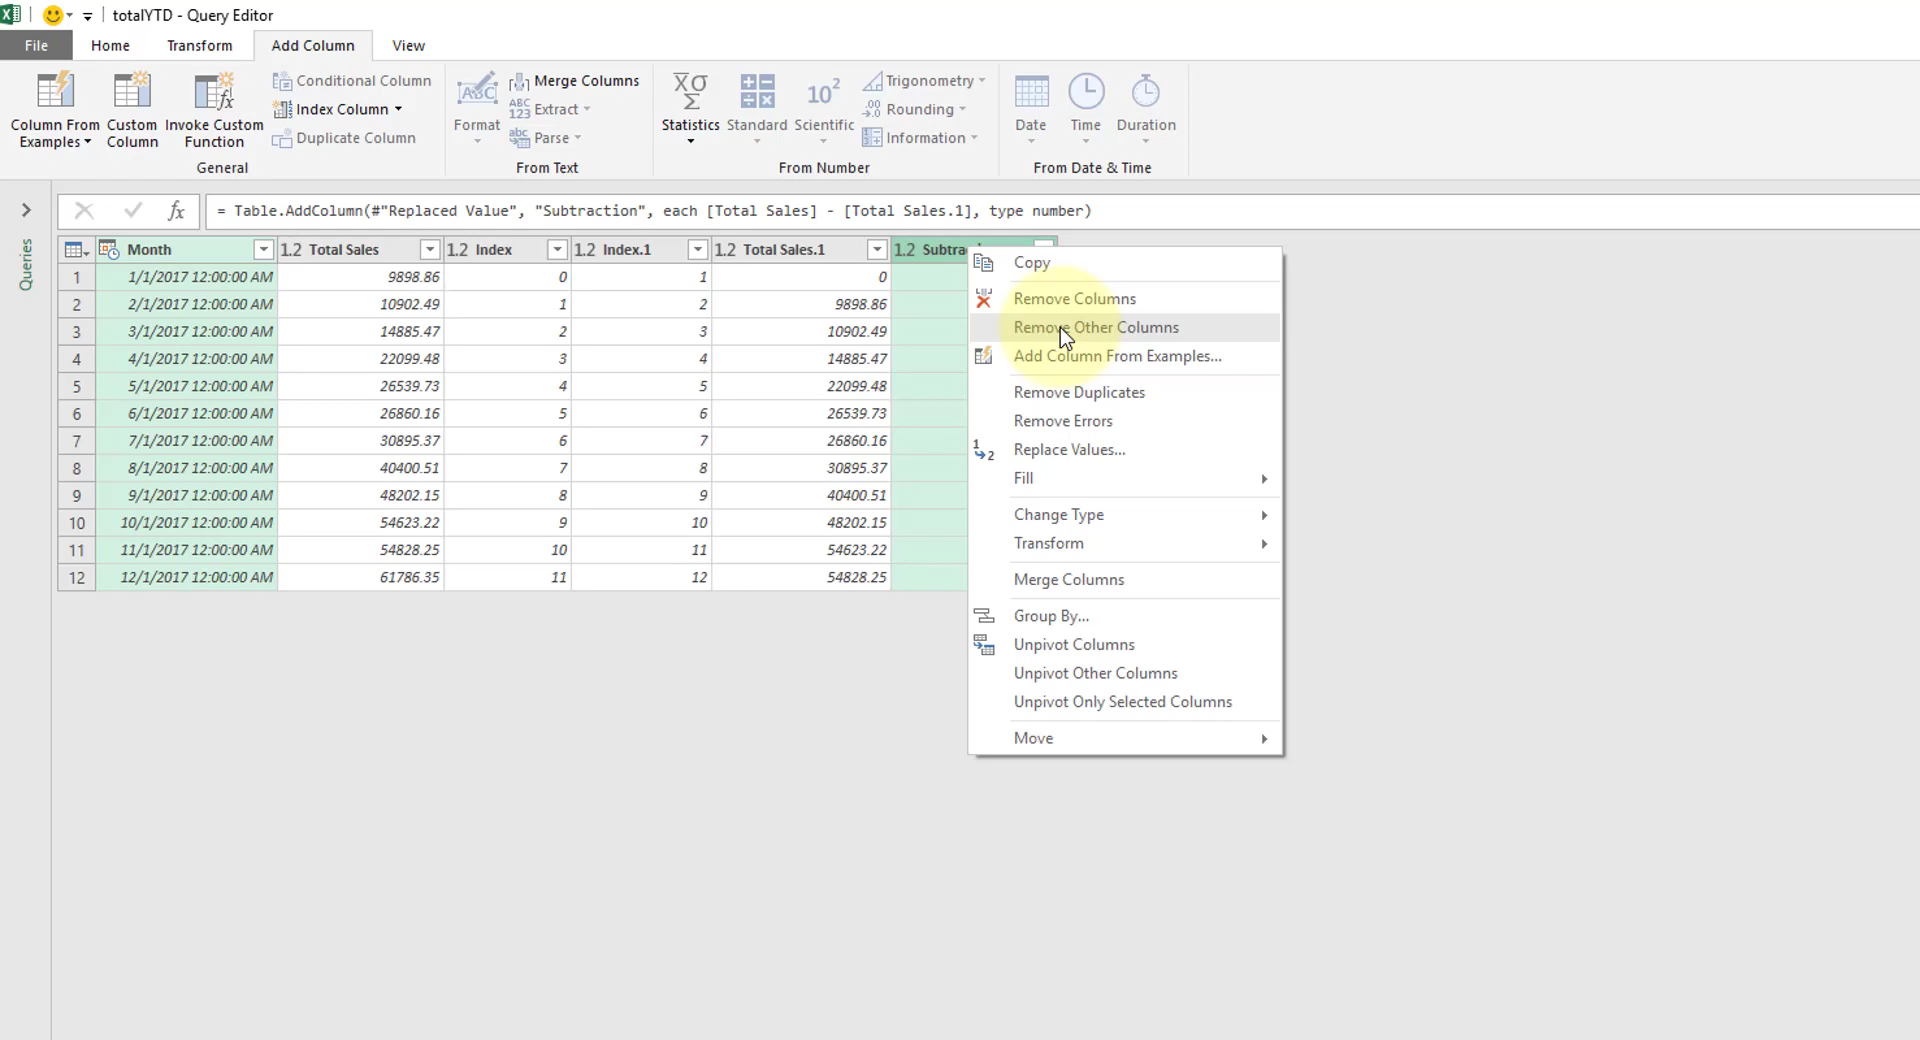 totalYTD - Query Editor
File Home Transform Add Column View
Column From Examples
Custom Column
Invoke Custom Function
Conditional Column
Index Column
Duplicate Column
General
ABC
Format
Merge Columns
ABC 123 Extract
abc Parse
From Text
XΣ
Statistics
Standard
10²
Scientific
Trigonometry
.00 Rounding
Information
From Number
Date
Time
Duration
From Date & Time
Queries
fx = Table.AddColumn(#"Replaced Value", "Subtraction", each [Total Sales] - [Total Sales.1], type number)
Month 1.2 Total Sales 1.2 Index 1.2 Index.1 1.2 Total Sales.1 1.2
1 1/1/2017 12:00:00 AM 9898.86 0 1 0
2 2/1/2017 12:00:00 AM 10902.49 1 2 9898.86
3 3/1/2017 12:00:00 AM 14885.47 2 3 10902.49
4 4/1/2017 12:00:00 AM 22099.48 3 4 14885.47
5 5/1/2017 12:00:00 AM 26539.73 4 5 22099.48
6 6/1/2017 12:00:00 AM 26860.16 5 6 26539.73
7 7/1/2017 12:00:00 AM 30895.37 6 7 26860.16
8 8/1/2017 12:00:00 AM 40400.51 7 8 30895.37
9 9/1/2017 12:00:00 AM 48202.15 8 9 40400.51
10 10/1/2017 12:00:00 AM 54623.22 9 10 48202.15
11 11/1/2017 12:00:00 AM 54828.25 10 11 54623.22
12 12/1/2017 12:00:00 AM 61786.35 11 12 54828.25
Copy
Remove Columns
Remove Other Columns
Add Column From Examples...
Remove Duplicates
Remove Errors
Replace Values...
Fill
Change Type
Transform
Merge Columns
Group By...
Unpivot Columns
Unpivot Other Columns
Unpivot Only Selected Columns
Move